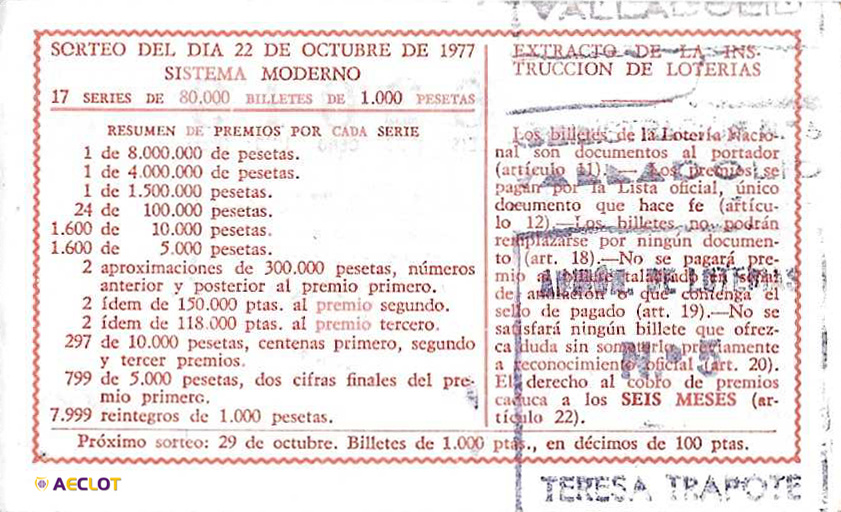 SORTEO DEL DIA 22 DE OCTUBRE DE 1977
SISTEMA MODERNO
17 SERIES DE 80.000 BILLETES DE 1.000 PESETAS
RESUMEN DE PREMIOS POR CADA SERIE
1 de 8.000.000 de pesetas.
1 de 4.000.000 de pesetas.
1 de 1.500.000 pesetas.
24 de 100.000 pesetas.
1.600 de 10.000 pesetas.
1.600 de 5.000 pesetas.
2 aproximaciones de 300.000 pesetas, números
anterior y posterior al premio primero.
2 ídem de 150.000 ptas. al premio segundo.
2 ídem de 118.000 ptas. al premio tercero.
297 de 10.000 pesetas, centenas primero, segundo
y tercer premios.
799 de 5.000 pesetas, dos cifras finales del pre-
mio primero.
7.999 reintegros de 1.000 pesetas.
EXTRACTO DE LA INS-
TRUCCION DE LOTERIAS
Los billetes de la Lotería Nacio-
nal son documentos al portador
(artículo 11).— Los premios se
pagan por la Lista oficial, único
documento que hace fe (artícu-
lo 12).—Los billetes no podrán
remplazarse por ningún documen-
to (art. 18).—No se pagará pre-
mio a billete taladrado en señal
de anulación o que contenga el
sello de pagado (art. 19).—No se
satisfará ningún billete que ofrez-
ca duda sin someterlo previamente
a reconocimiento oficial (art. 20).
El derecho al cobro de premios
caduca a los SEIS MESES (ar-
tículo 22).
Próximo sorteo: 29 de octubre. Billetes de 1.000 ptas., en décimos de 100 ptas.
VALLADOLID
VALLADOLID
ADMON. DE LOTERIAS
N.º 5
TERESA TRAPOTE
AECLOT